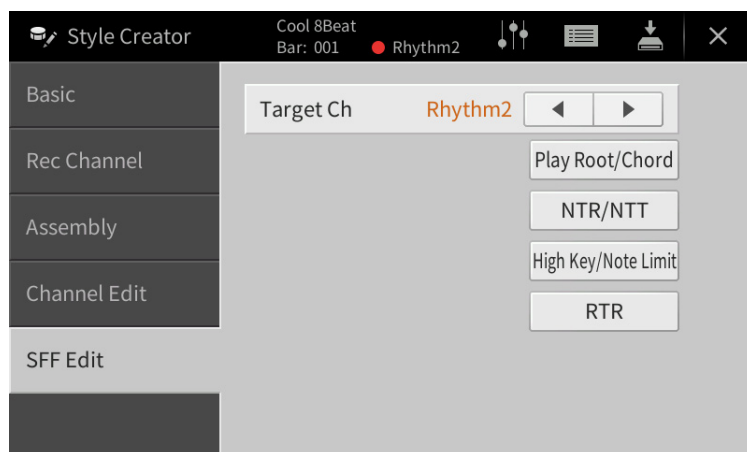 Style Creator
Cool 8Beat
Bar: 001 Rhythm2
Basic
Rec Channel
Assembly
Channel Edit
SFF Edit
Target Ch Rhythm2
Play Root/Chord
NTR/NTT
High Key/Note Limit
RTR